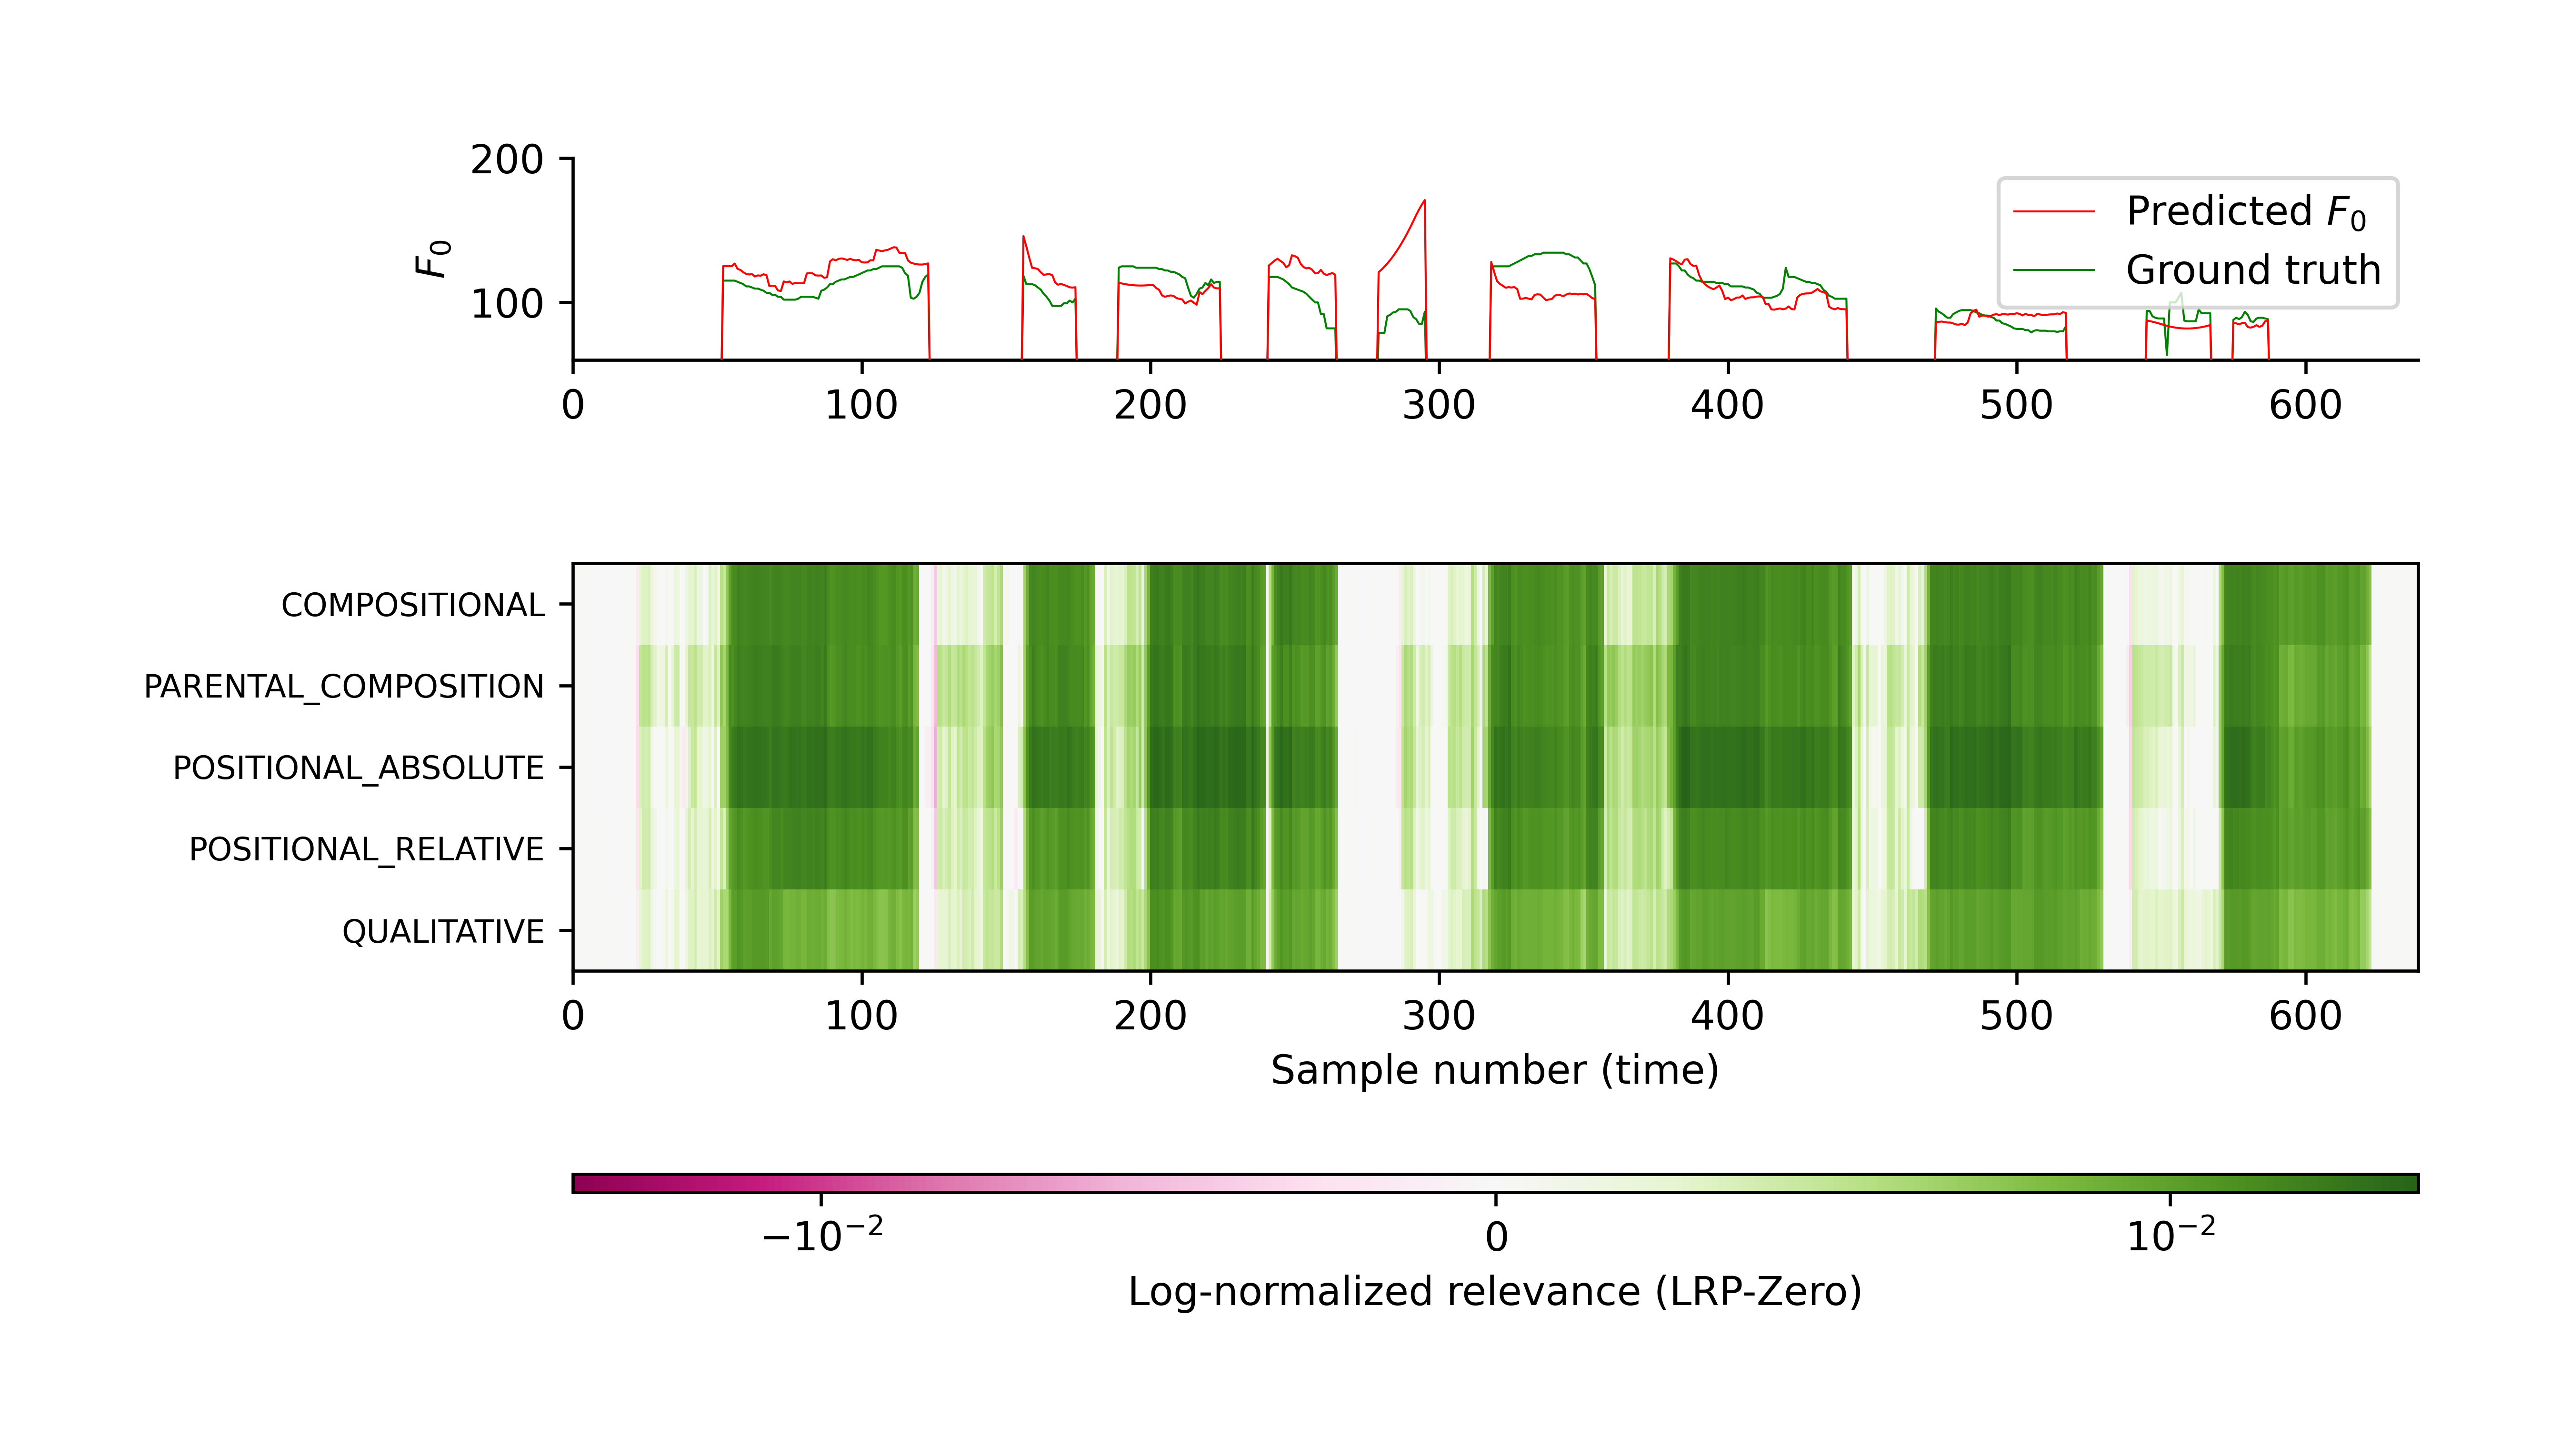 200
100
F₀
Predicted F₀
Ground truth
0 100 200 300 400 500 600
COMPOSITIONAL
PARENTAL_COMPOSITION
POSITIONAL_ABSOLUTE
POSITIONAL_RELATIVE
QUALITATIVE
0 100 200 300 400 500 600
Sample number (time)
−10⁻² 0 10⁻²
Log-normalized relevance (LRP-Zero)